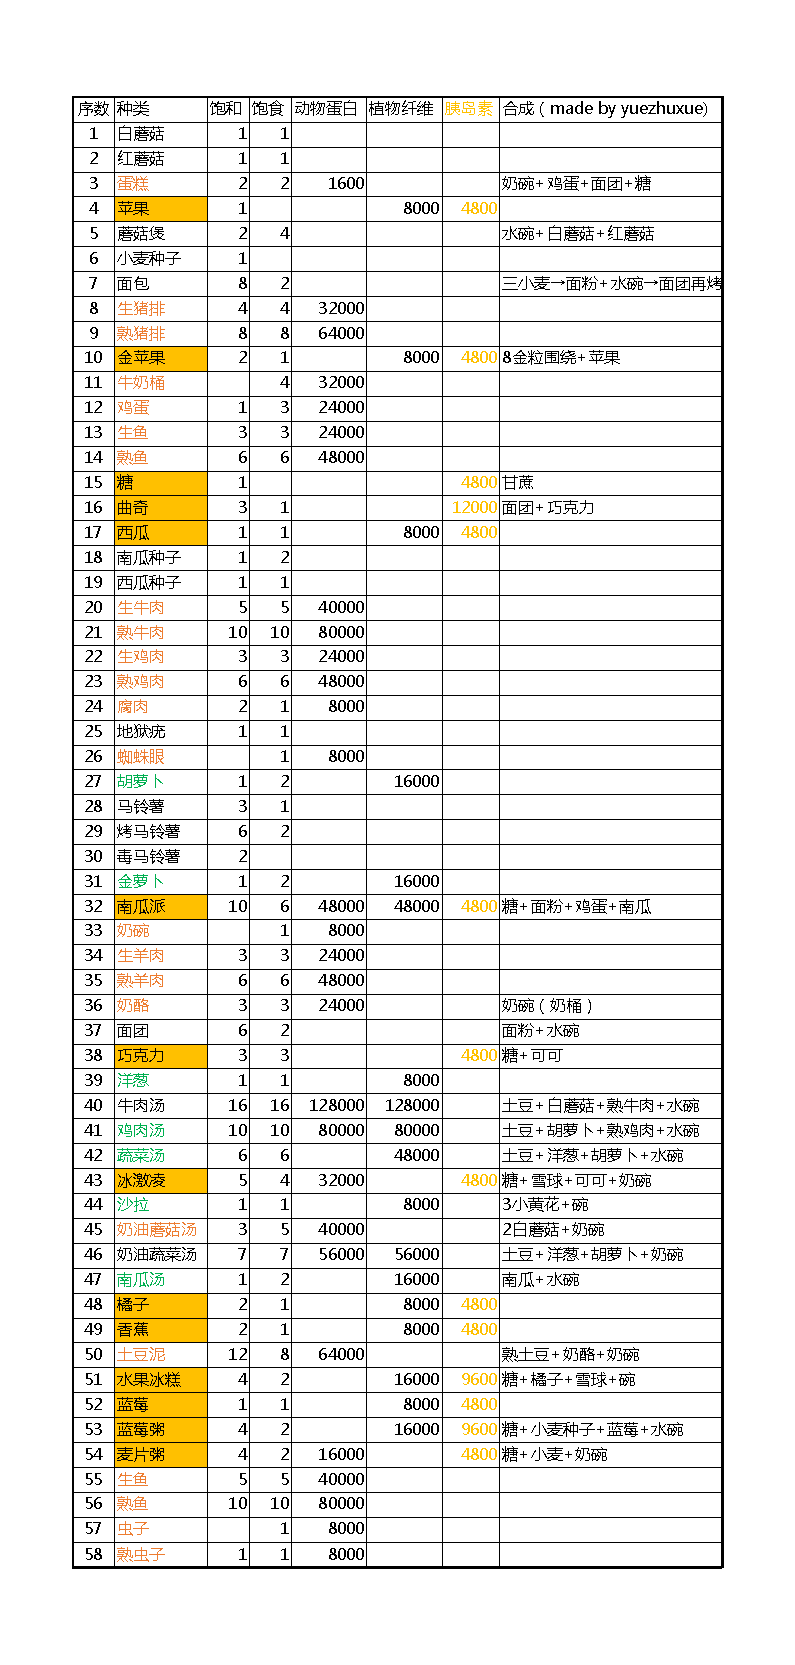 序数 种类 饱和 饱食 动物蛋白 植物纤维 胰岛素 合成（made by yuezhuxue)
1 白蘑菇 1 1
2 红蘑菇 1 1
3 蛋糕 2 2 1600 奶碗+鸡蛋+面团+糖
4 苹果 1 8000 4800
5 蘑菇煲 2 4 水碗+白蘑菇+红蘑菇
6 小麦种子 1
7 面包 8 2 三小麦→面粉+水碗→面团再烤
8 生猪排 4 4 32000
9 熟猪排 8 8 64000
10 金苹果 2 1 8000 4800 8金粒围绕+苹果
11 牛奶桶 4 32000
12 鸡蛋 1 3 24000
13 生鱼 3 3 24000
14 熟鱼 6 6 48000
15 糖 1 4800 甘蔗
16 曲奇 3 1 12000 面团+巧克力
17 西瓜 1 1 8000 4800
18 南瓜种子 1 2
19 西瓜种子 1 1
20 生牛肉 5 5 40000
21 熟牛肉 10 10 80000
22 生鸡肉 3 3 24000
23 熟鸡肉 6 6 48000
24 腐肉 2 1 8000
25 地狱疣 1 1
26 蜘蛛眼 1 8000
27 胡萝卜 1 2 16000
28 马铃薯 3 1
29 烤马铃薯 6 2
30 毒马铃薯 2
31 金萝卜 1 2 16000
32 南瓜派 10 6 48000 48000 4800 糖+面粉+鸡蛋+南瓜
33 奶碗 1 8000
34 生羊肉 3 3 24000
35 熟羊肉 6 6 48000
36 奶酪 3 3 24000 奶碗（奶桶）
37 面团 6 2 面粉+水碗
38 巧克力 3 3 4800 糖+可可
39 洋葱 1 1 8000
40 牛肉汤 16 16 128000 128000 土豆+白蘑菇+熟牛肉+水碗
41 鸡肉汤 10 10 80000 80000 土豆+胡萝卜+熟鸡肉+水碗
42 蔬菜汤 6 6 48000 土豆+洋葱+胡萝卜+水碗
43 冰激凌 5 4 32000 4800 糖+雪球+可可+奶碗
44 沙拉 1 1 8000 3小黄花+碗
45 奶油蘑菇汤 3 5 40000 2白蘑菇+奶碗
46 奶油蔬菜汤 7 7 56000 56000 土豆+洋葱+胡萝卜+奶碗
47 南瓜汤 1 2 16000 南瓜+水碗
48 橘子 2 1 8000 4800
49 香蕉 2 1 8000 4800
50 土豆泥 12 8 64000 熟土豆+奶酪+奶碗
51 水果冰糕 4 2 16000 9600 糖+橘子+雪球+碗
52 蓝莓 1 1 8000 4800
53 蓝莓粥 4 2 16000 9600 糖+小麦种子+蓝莓+水碗
54 麦片粥 4 2 16000 4800 糖+小麦+奶碗
55 生鱼 5 5 40000
56 熟鱼 10 10 80000
57 虫子 1 8000
58 熟虫子 1 1 8000